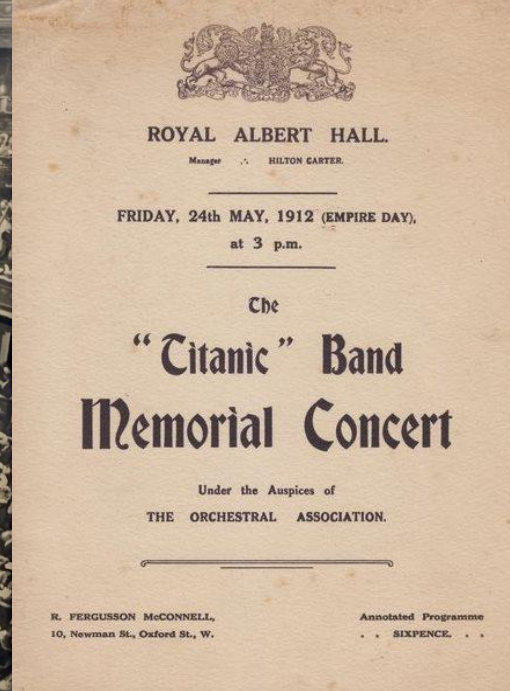 ROYAL ALBERT HALL.
Manager .·. HILTON CARTER.
FRIDAY, 24th MAY, 1912 (EMPIRE DAY),
at 3 p.m.
The
"Titanic" Band
Memorial Concert
Under the Auspices of
THE ORCHESTRAL ASSOCIATION.
R. FERGUSSON McCONNELL,
10, Newman St., Oxford St., W.
Annotated Programme
. . SIXPENCE. . .